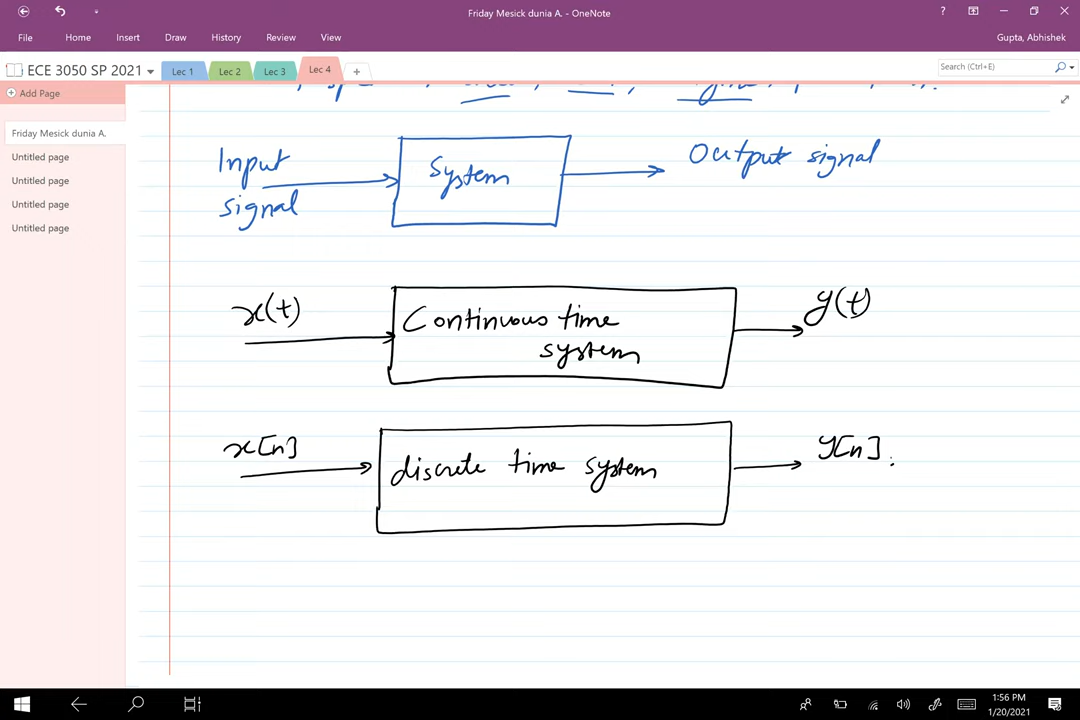 Friday Mesick dunia A. - OneNote
?
File Home Insert Draw History Review View
Gupta, Abhishek
ECE 3050 SP 2021
Lec 1 Lec 2 Lec 3 Lec 4 +
Search (Ctrl+E)
Add Page
Friday Mesick dunia A.
Untitled page
Untitled page
Untitled page
Untitled page
Input
signal
System
Output signal
x(t)
Continuous time
system
y(t)
x[n]
discrete time system
y[n].
1:56 PM
1/20/2021